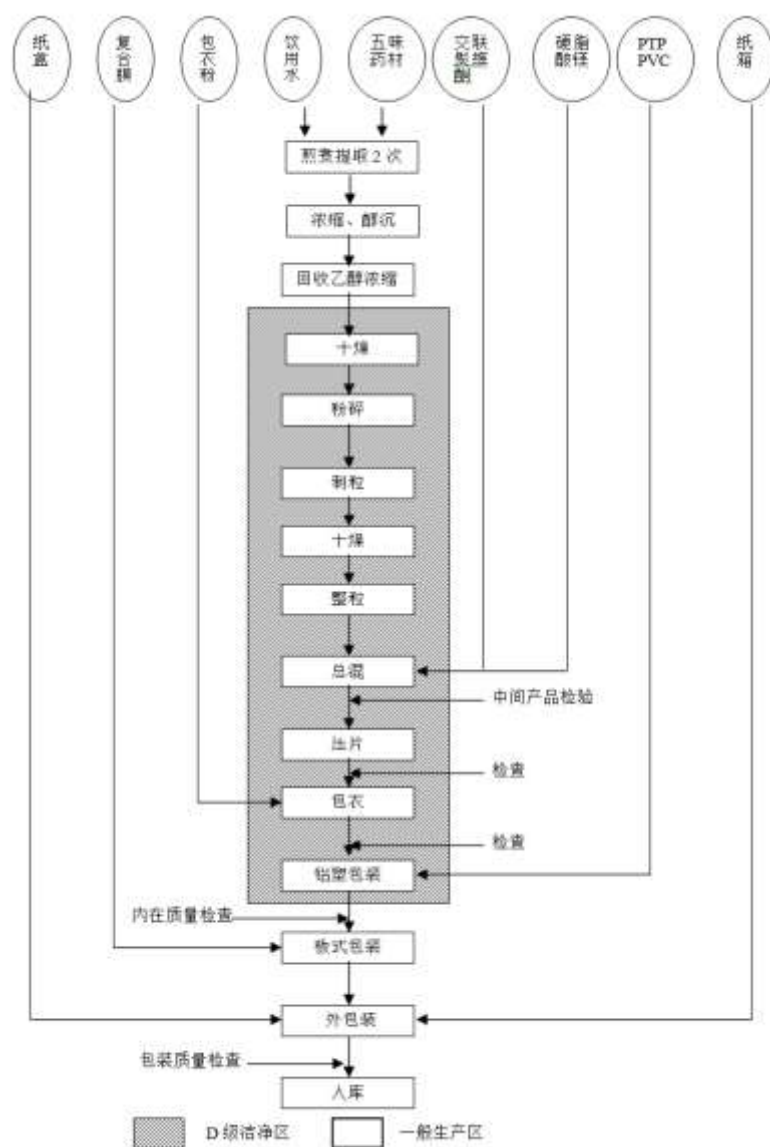 纸盒
复合膜
包衣粉
饮用水
五味
药材
交联
聚维
酮
硬脂
酸镁
PTP
PVC
纸箱
煎煮提取 2 次
浓缩、醇沉
回收乙醇浓缩
干燥
粉碎
制粒
干燥
整粒
总混
中间产品检验
压片
检查
包衣
检查
铝塑包装
内在质量检查
板式包装
外包装
包装质量检查
入库
D 级洁净区
一般生产区